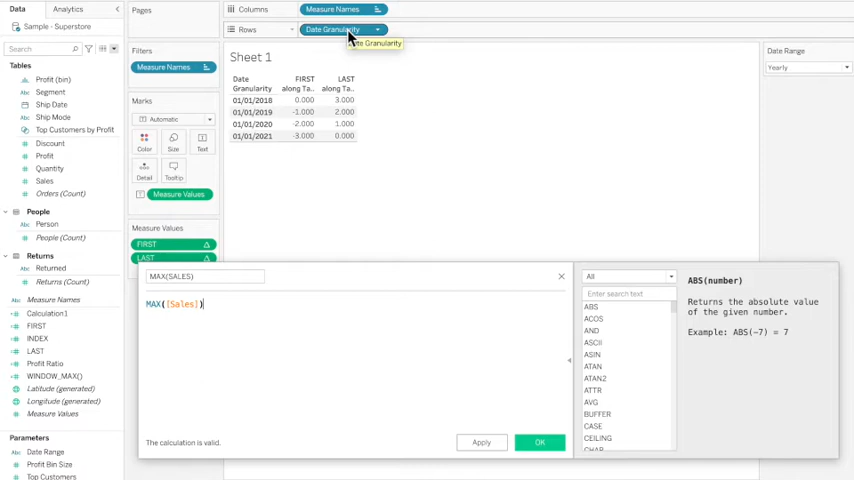 Data
Analytics
Sample - Superstore
Search
Tables
Profit (bin)
Segment
Ship Date
Ship Mode
Top Customers by Profit
Discount
Profit
Quantity
Sales
Orders (Count)
People
Person
People (Count)
Returns
Returned
Returns (Count)
Measure Names
Calculation1
FIRST
INDEX
LAST
Profit Ratio
WINDOW_MAX()
Latitude (generated)
Longitude (generated)
Measure Values
Parameters
Date Range
Profit Bin Size
Top Customers
Pages
Filters
Measure Names
Marks
Automatic
Color Size Text
Detail Tooltip
Measure Values
Measure Values
FIRST
LAST
Columns Measure Names
Rows Date Granularity
Date Granularity
Sheet 1
Date Granularity FIRST along Ta.. LAST along Ta..
01/01/2018 0.000 3.000
01/01/2019 -1.000 2.000
01/01/2020 -2.000 1.000
01/01/2021 -3.000 0.000
Date Range
Yearly
MAX(SALES)
MAX([Sales])
The calculation is valid.
Apply OK
All
Enter search text
ABS
ACOS
AND
ASCII
ASIN
ATAN
ATAN2
ATTR
AVG
BUFFER
CASE
CEILING
CHAR
ABS(number)
Returns the absolute value
of the given number.
Example: ABS(-7) = 7